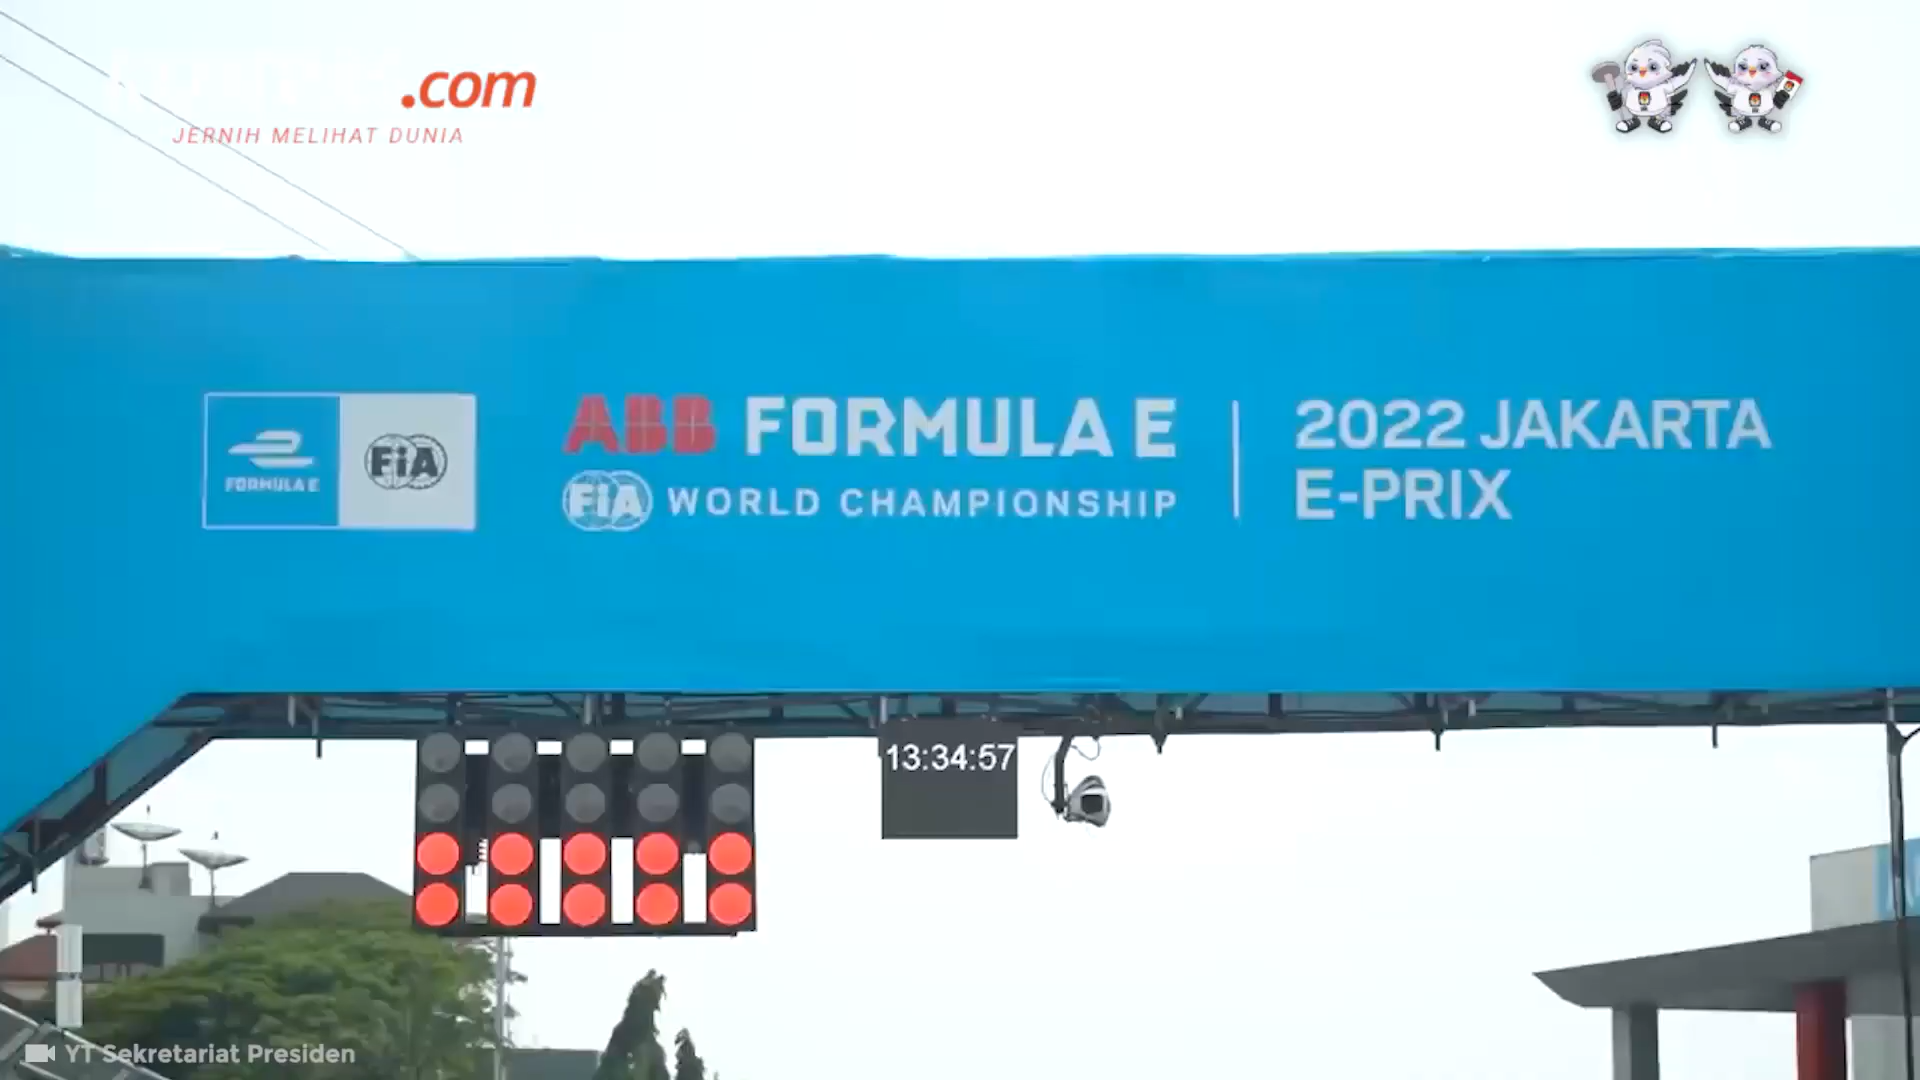 .com
JERNIH MELIHAT DUNIA
FORMULA E
FiA
ABB FORMULA E
FiA WORLD CHAMPIONSHIP
2022 JAKARTA
E-PRIX
13:34:57
YT Sekretariat Presiden